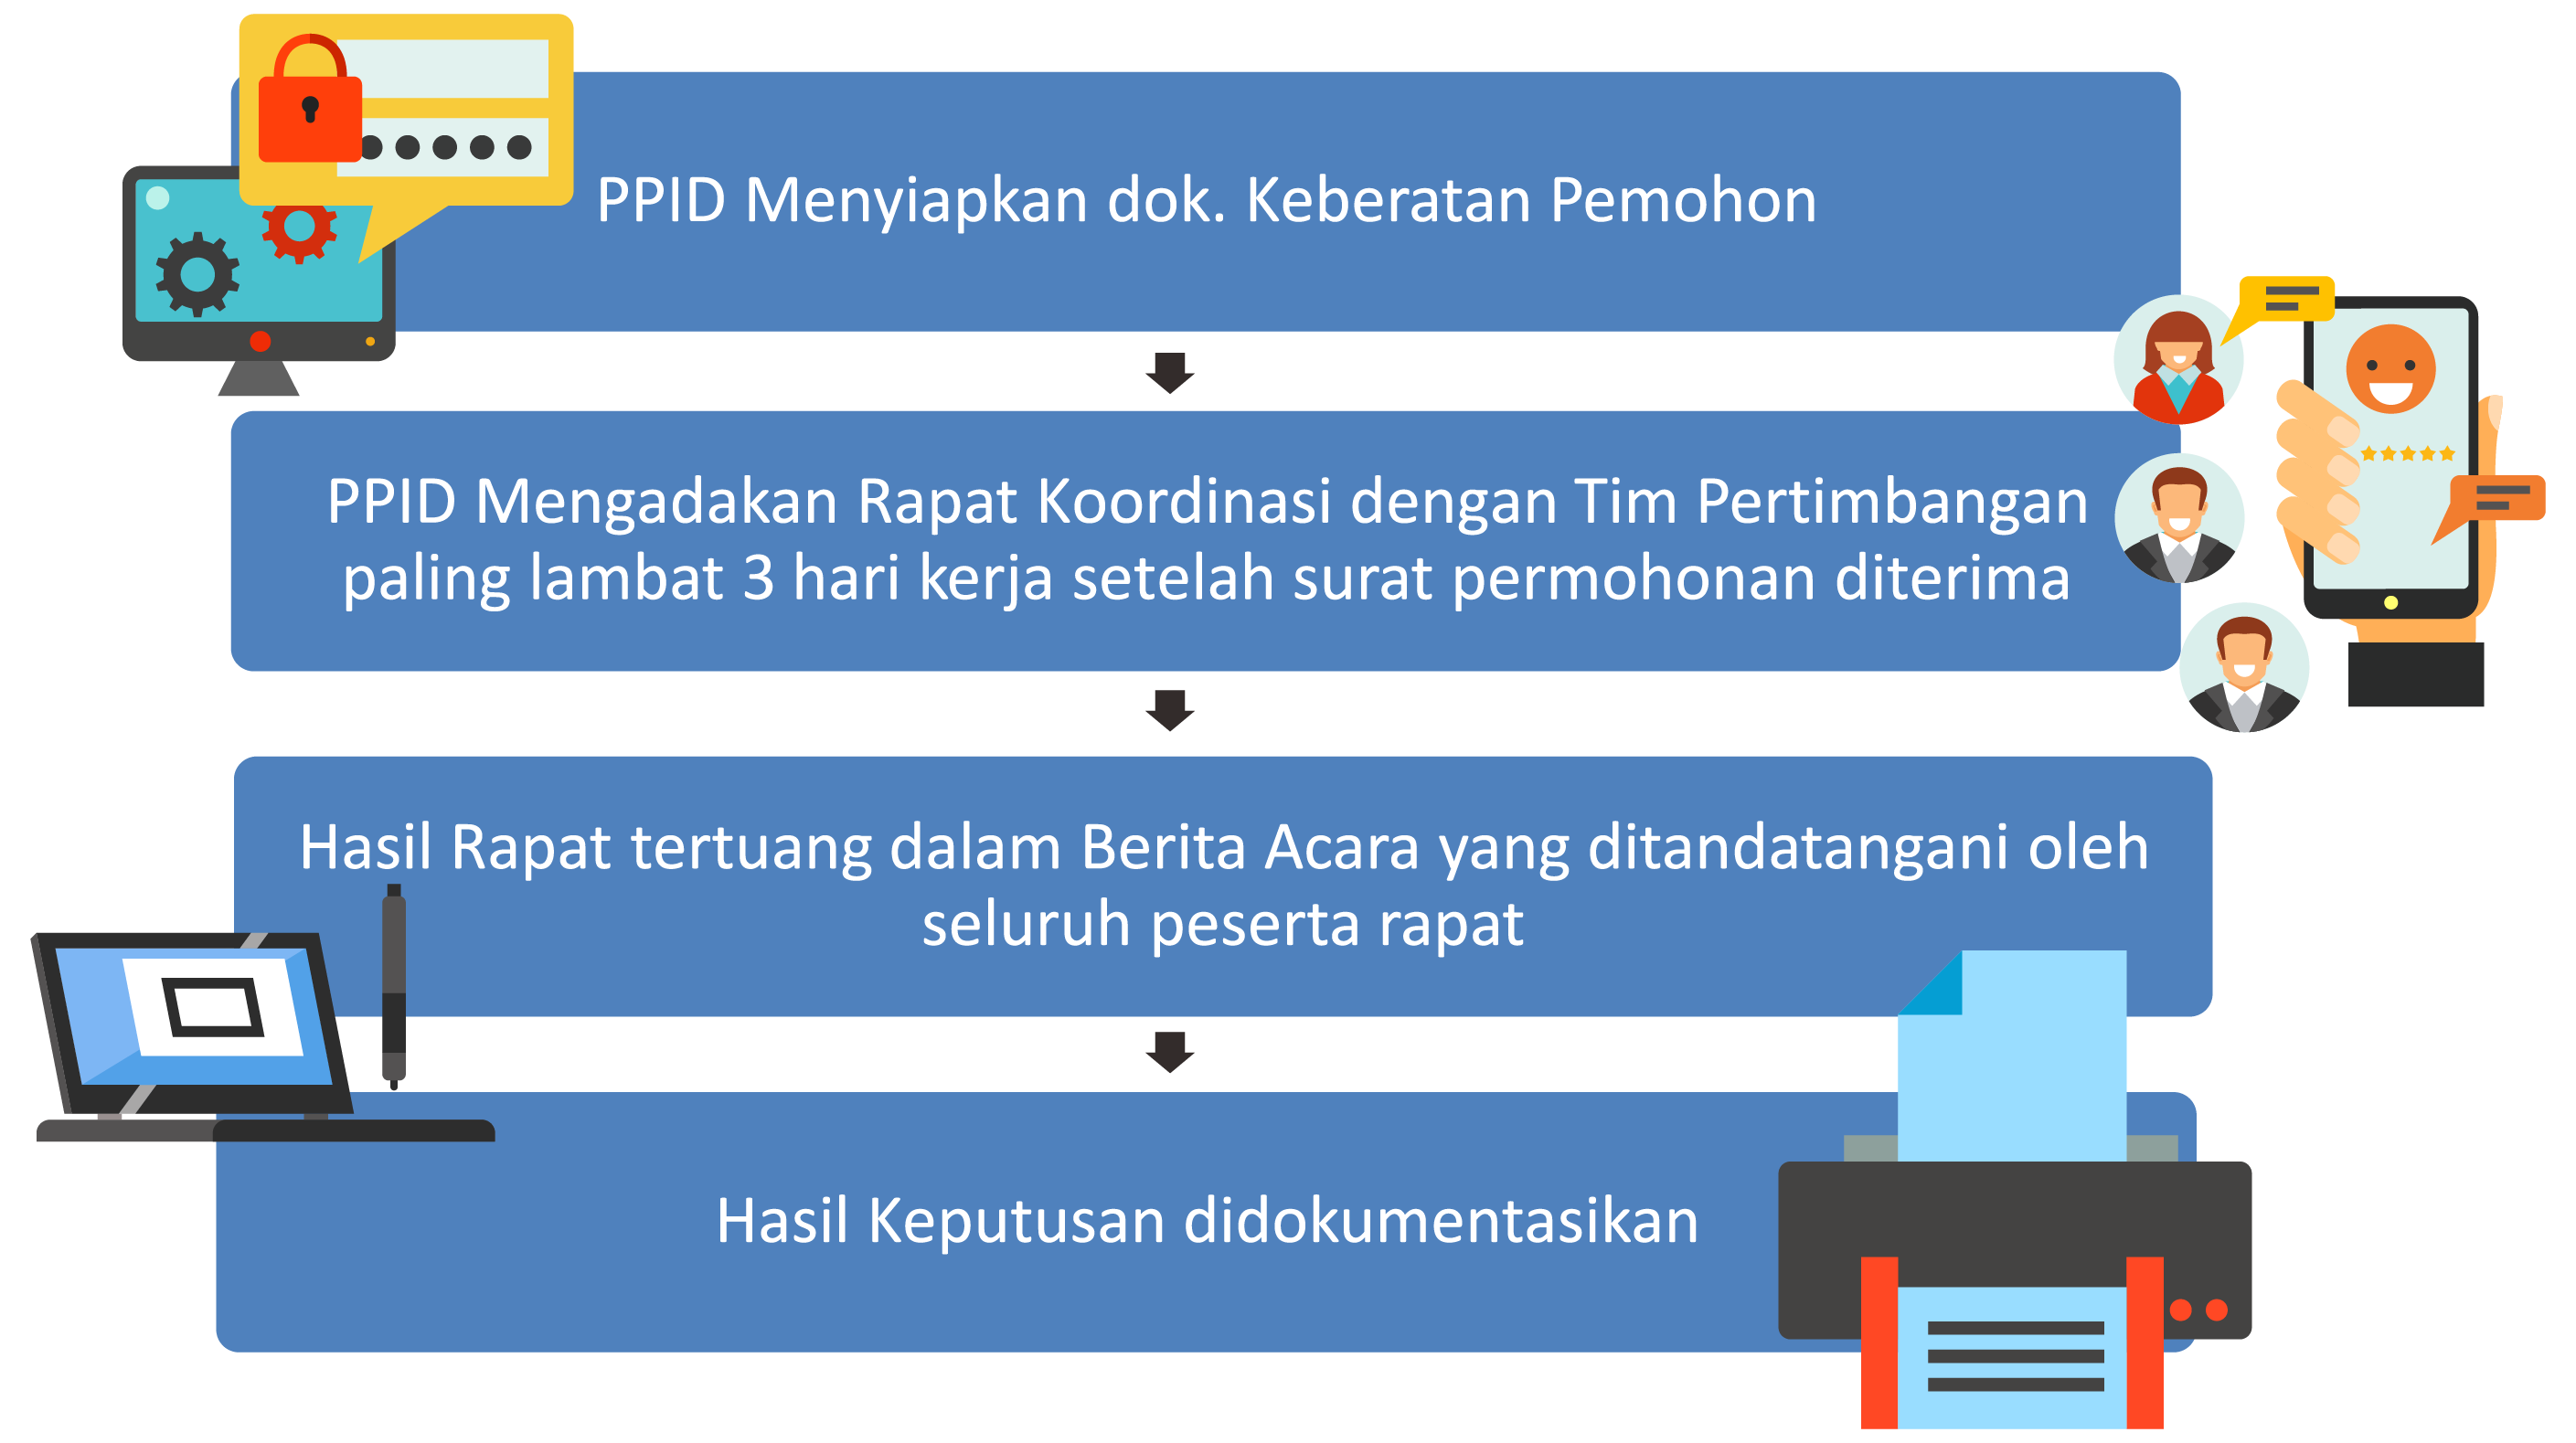 PPID Menyiapkan dok. Keberatan Pemohon
PPID Mengadakan Rapat Koordinasi dengan Tim Pertimbangan
paling lambat 3 hari kerja setelah surat permohonan diterima
Hasil Rapat tertuang dalam Berita Acara yang ditandatangani oleh
seluruh peserta rapat
Hasil Keputusan didokumentasikan